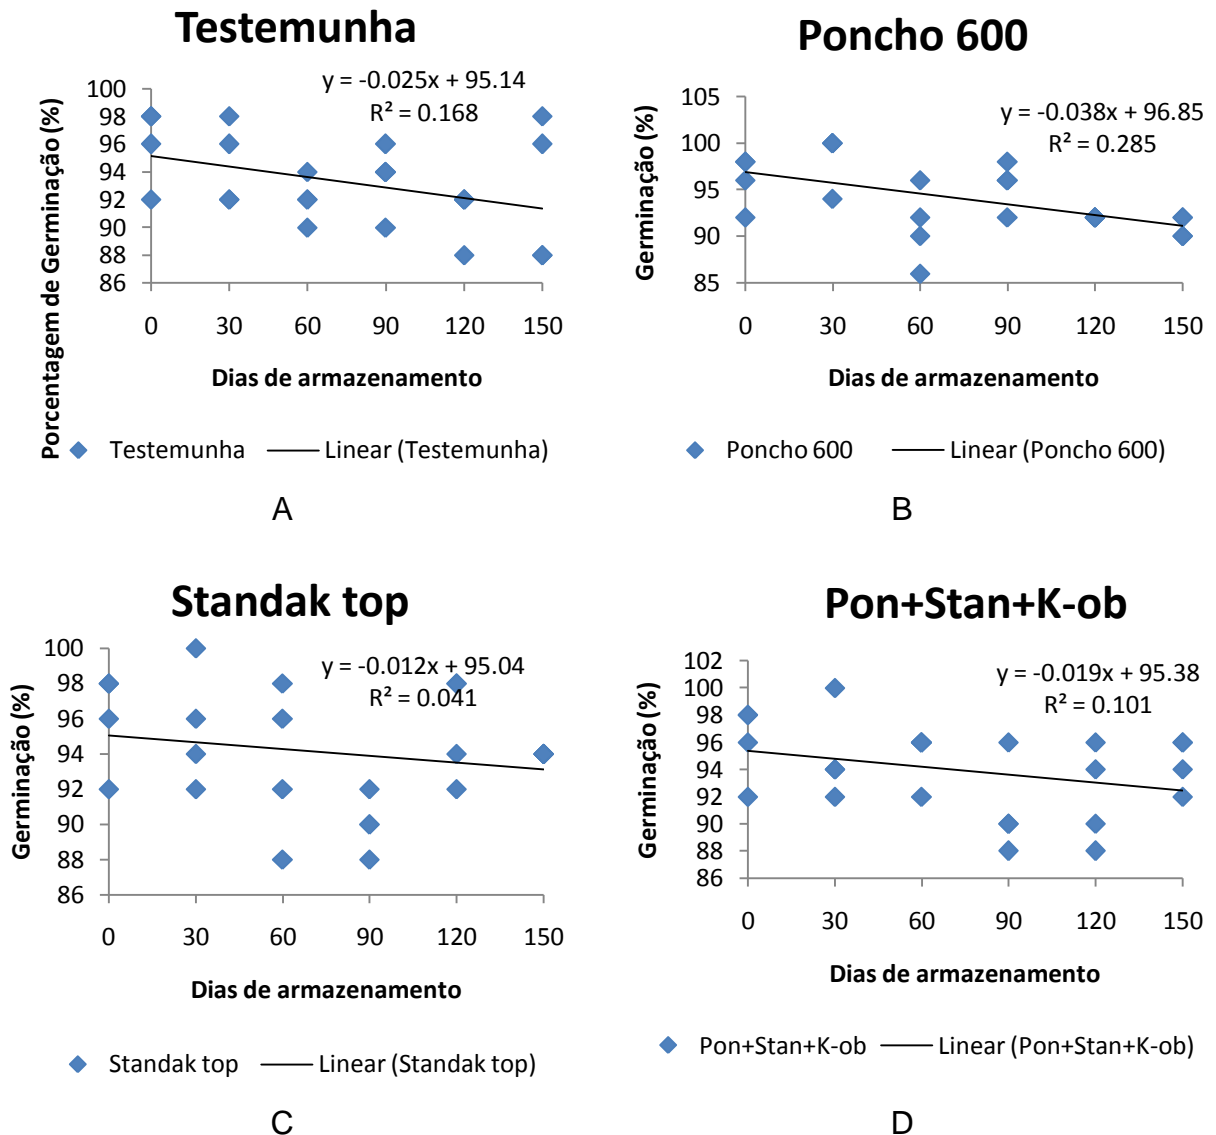 Testemunha
y = -0.025x + 95.14
R² = 0.168
100
98
96
94
92
90
88
86
0 30 60 90 120 150
Porcentagem de Germinação (%)
Dias de armazenamento
Testemunha Linear (Testemunha)
A
Poncho 600
y = -0.038x + 96.85
R² = 0.285
105
100
95
90
85
0 30 60 90 120 150
Germinação (%)
Dias de armazenamento
Poncho 600 Linear (Poncho 600)
B
Standak top
y = -0.012x + 95.04
R² = 0.041
100
98
96
94
92
90
88
86
0 30 60 90 120 150
Germinação (%)
Dias de armazenamento
Standak top Linear (Standak top)
C
Pon+Stan+K-ob
y = -0.019x + 95.38
R² = 0.101
102
100
98
96
94
92
90
88
86
0 30 60 90 120 150
Germinação (%)
Dias de armazenamento
Pon+Stan+K-ob Linear (Pon+Stan+K-ob)
D